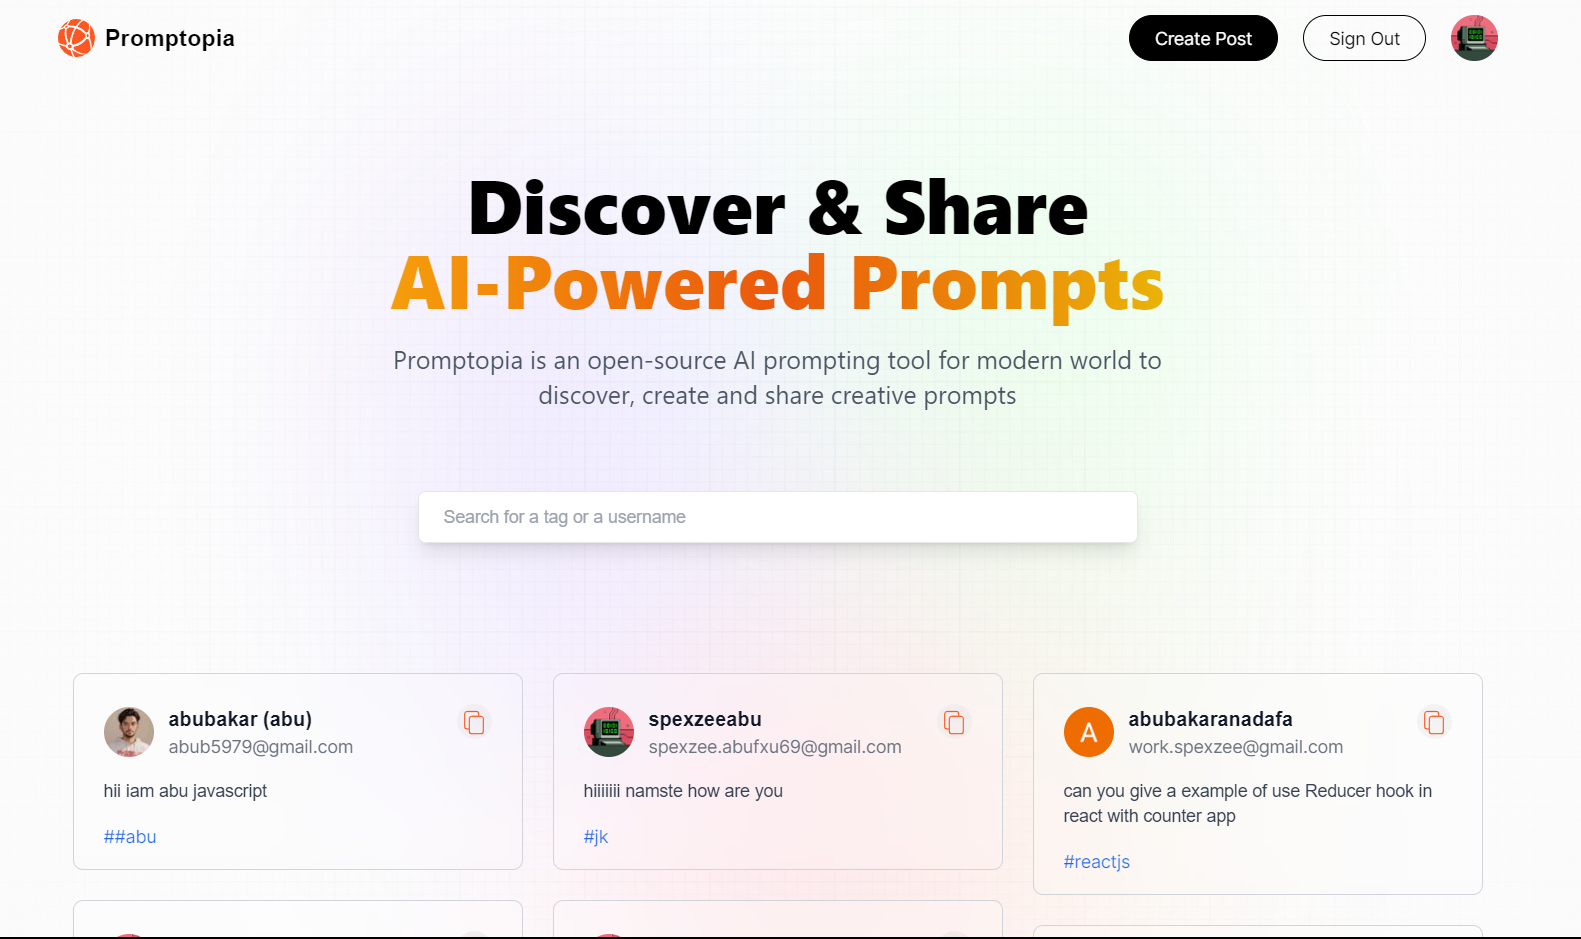 Promptopia
Create Post
Sign Out
Discover & Share
AI-Powered Prompts
Promptopia is an open-source AI prompting tool for modern world to
discover, create and share creative prompts
Search for a tag or a username
abubakar (abu)
abub5979@gmail.com
hii iam abu javascript
##abu
spexzeeabu
spexzee.abufxu69@gmail.com
hiiiiiii namste how are you
#jk
A
abubakaranadafa
work.spexzee@gmail.com
can you give a example of use Reducer hook in
react with counter app
#reactjs